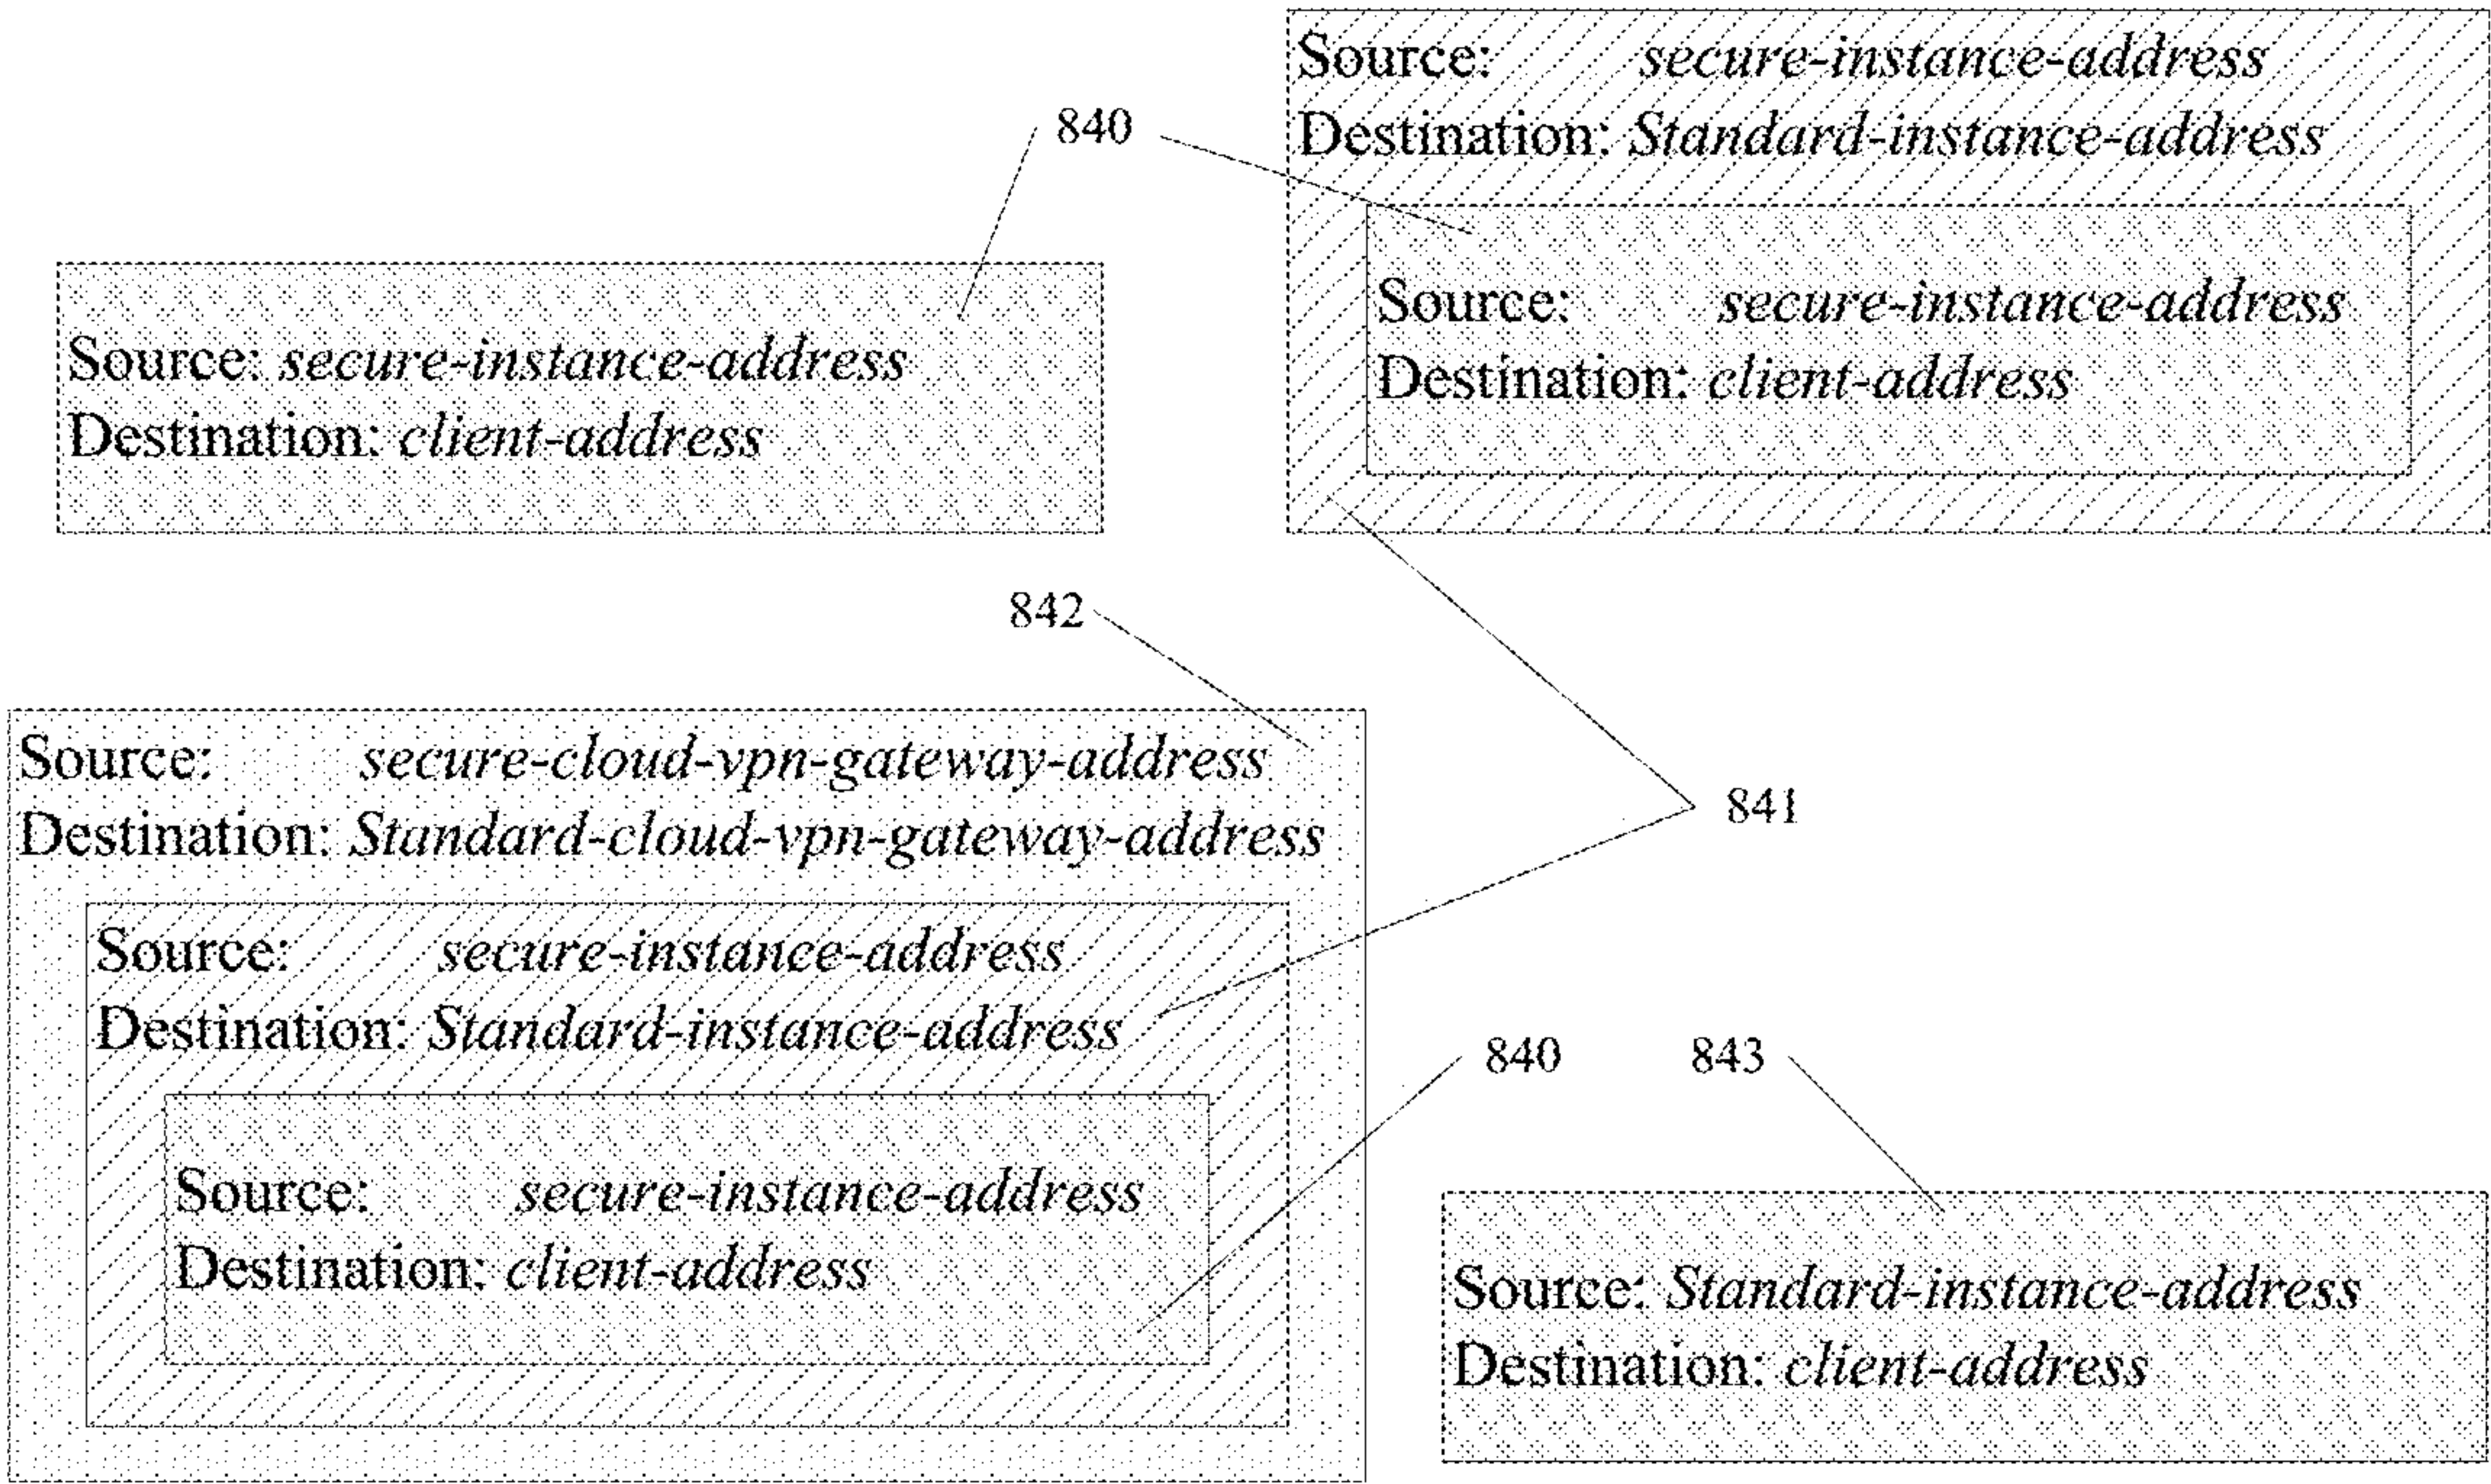 840
Source: secure-instance-address
Destination: client-address
Source: secure-instance-address
Destination: Standard-instance-address
Source: secure-instance-address
Destination: client-address
842
841
Source: secure-cloud-vpn-gateway-address
Destination: Standard-cloud-vpn-gateway-address
Source: secure-instance-address
Destination: Standard-instance-address
Source: secure-instance-address
Destination: client-address
840
843
Source: Standard-instance-address
Destination: client-address